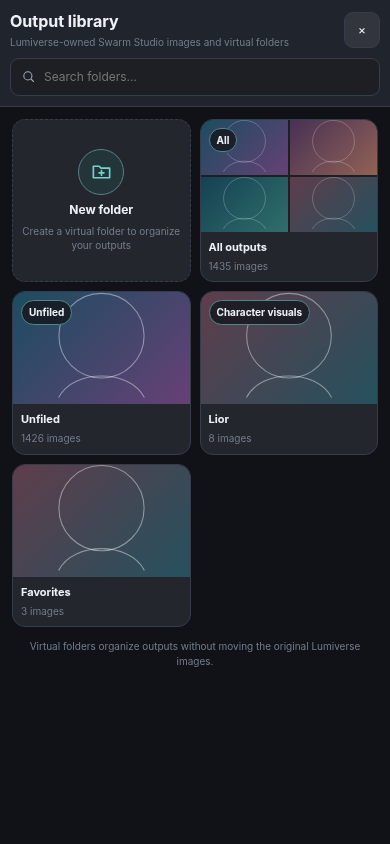 Output library
Lumiverse-owned Swarm Studio images and virtual folders
×
Search folders...
New folder
Create a virtual folder to organize
your outputs
All
All outputs
1435 images
Unfiled
Unfiled
1426 images
Character visuals
Lior
8 images
Favorites
3 images
Virtual folders organize outputs without moving the original Lumiverse
images.